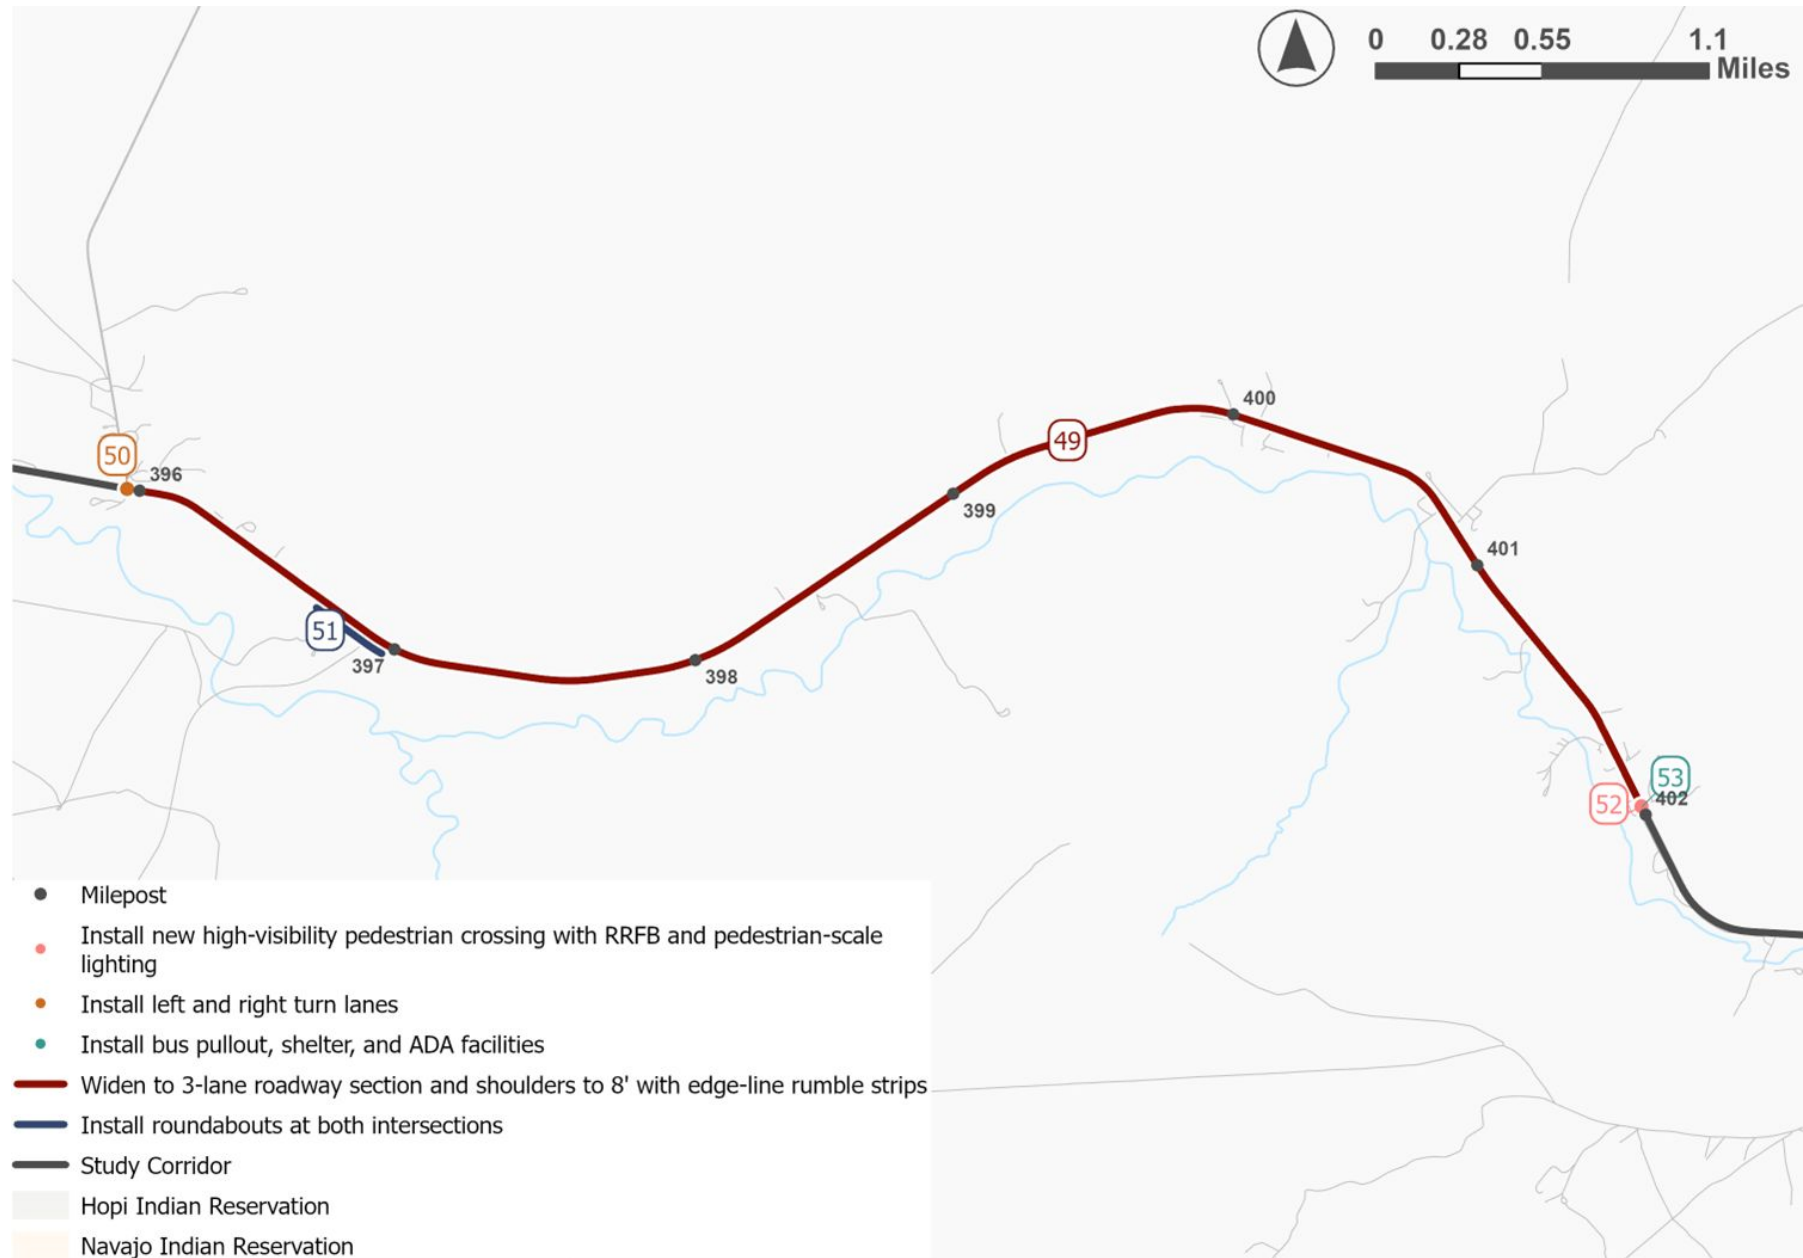 0 0.28 0.55 1.1
Miles
400
49
50
396
399
401
51
397
398
53
52
402
Milepost
Install new high-visibility pedestrian crossing with RRFB and pedestrian-scale
lighting
Install left and right turn lanes
Install bus pullout, shelter, and ADA facilities
Widen to 3-lane roadway section and shoulders to 8' with edge-line rumble strips
Install roundabouts at both intersections
Study Corridor
Hopi Indian Reservation
Navajo Indian Reservation